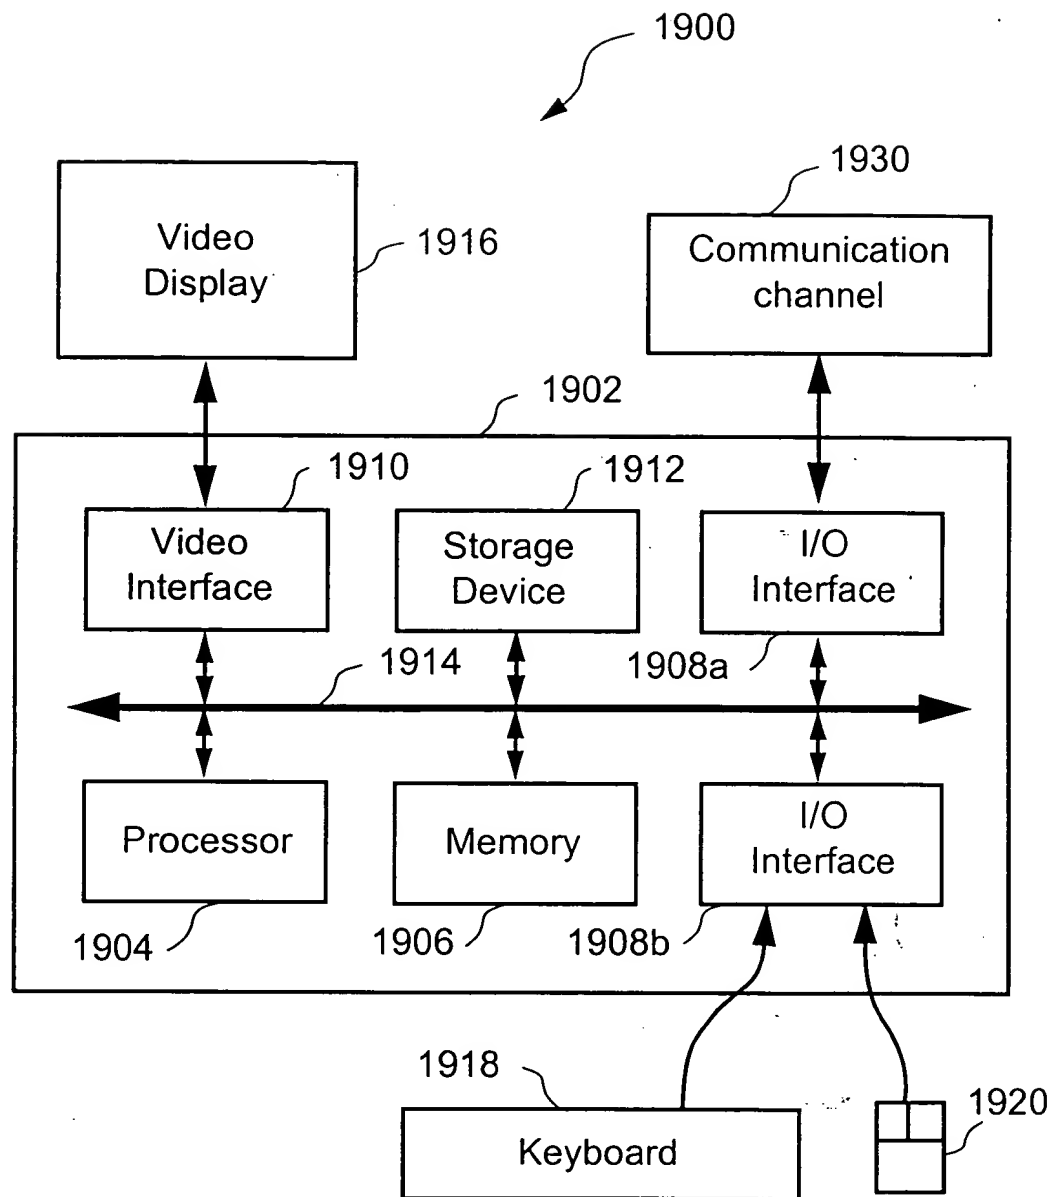 1900
1930
Video
Display
1916
Communication
channel
1902
1910
1912
Video
Interface
Storage
Device
I/O
Interface
1914
1908a
Processor
Memory
I/O
Interface
1904
1906
1908b
1918
Keyboard
1920